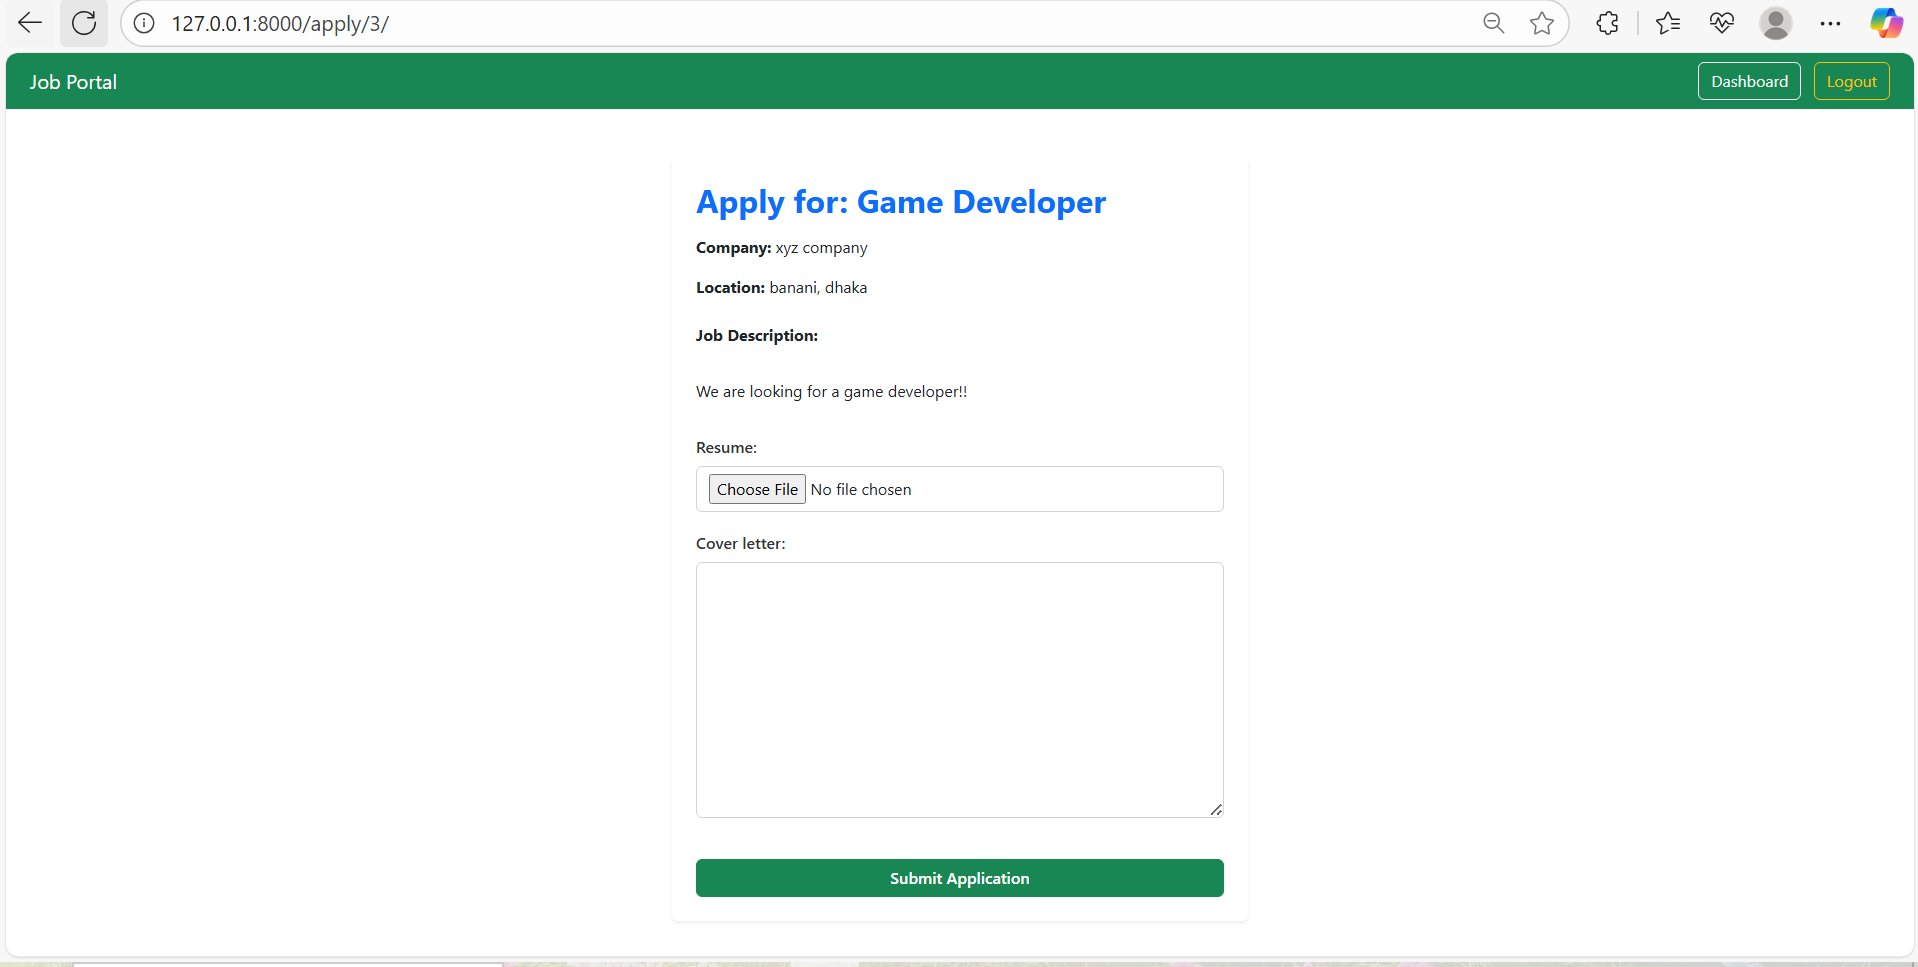 127.0.0.1:8000/apply/3/
Job Portal
Dashboard
Logout
Apply for: Game Developer
Company: xyz company
Location: banani, dhaka
Job Description:
We are looking for a game developer!!
Resume:
Choose File No file chosen
Cover letter:
Submit Application